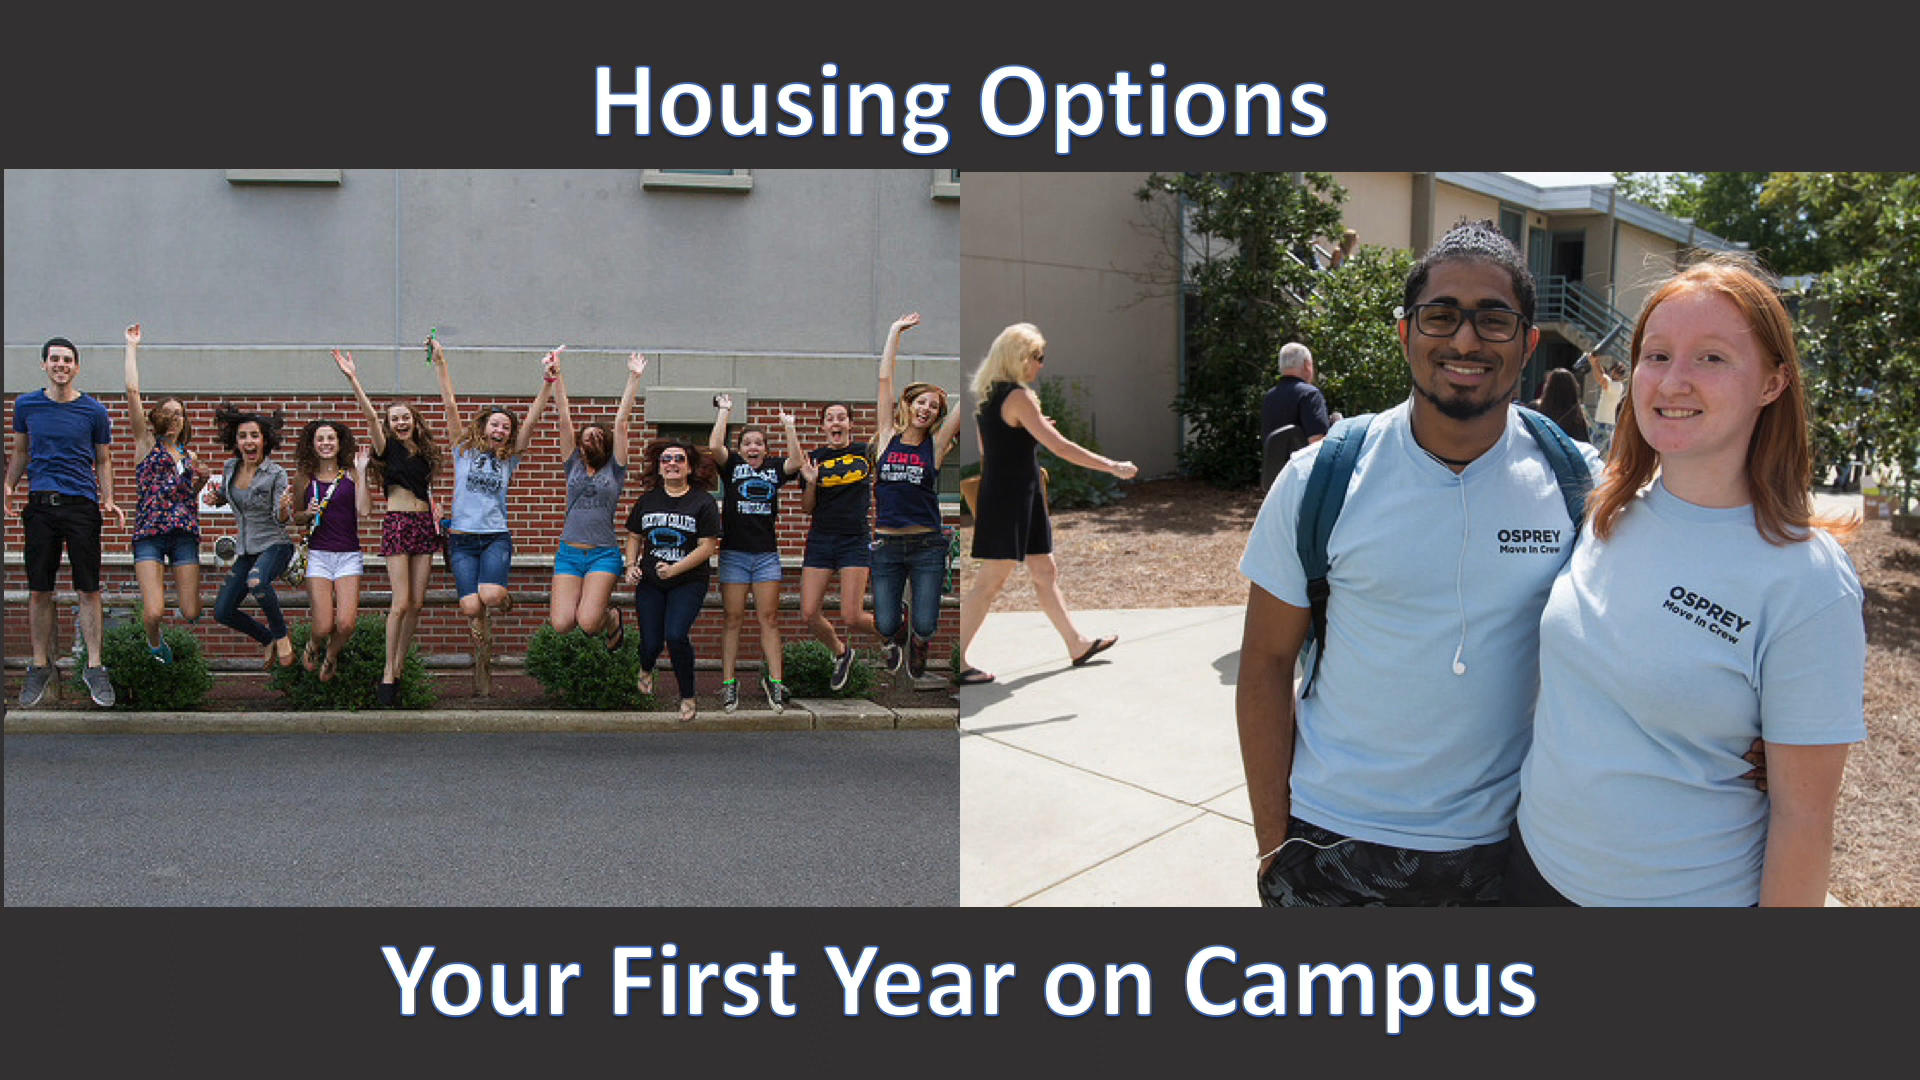 Housing Options
OSPREY
Move In Crew
OSPREY
Move In Crew
Your First Year on Campus